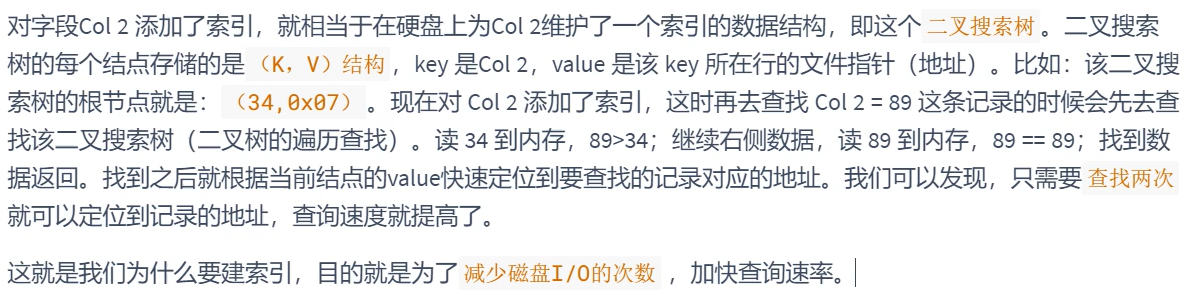 对字段Col 2 添加了索引，就相当于在硬盘上为Col 2维护了一个索引的数据结构，即这个 二叉搜索树 。二叉搜索
树的每个结点存储的是 （K，V）结构 ，key 是Col 2，value 是该 key 所在行的文件指针（地址）。比如：该二叉搜
索树的根节点就是： （34,0x07） 。现在对 Col 2 添加了索引，这时再去查找 Col 2 = 89 这条记录的时候会先去查
找该二叉搜索树（二叉树的遍历查找）。读 34 到内存，89>34；继续右侧数据，读 89 到内存，89 == 89；找到数
据返回。找到之后就根据当前结点的value快速定位到要查找的记录对应的地址。我们可以发现，只需要 查找两次
就可以定位到记录的地址，查询速度就提高了。
这就是我们为什么要建索引，目的就是为了 减少磁盘I/O的次数 ，加快查询速率。